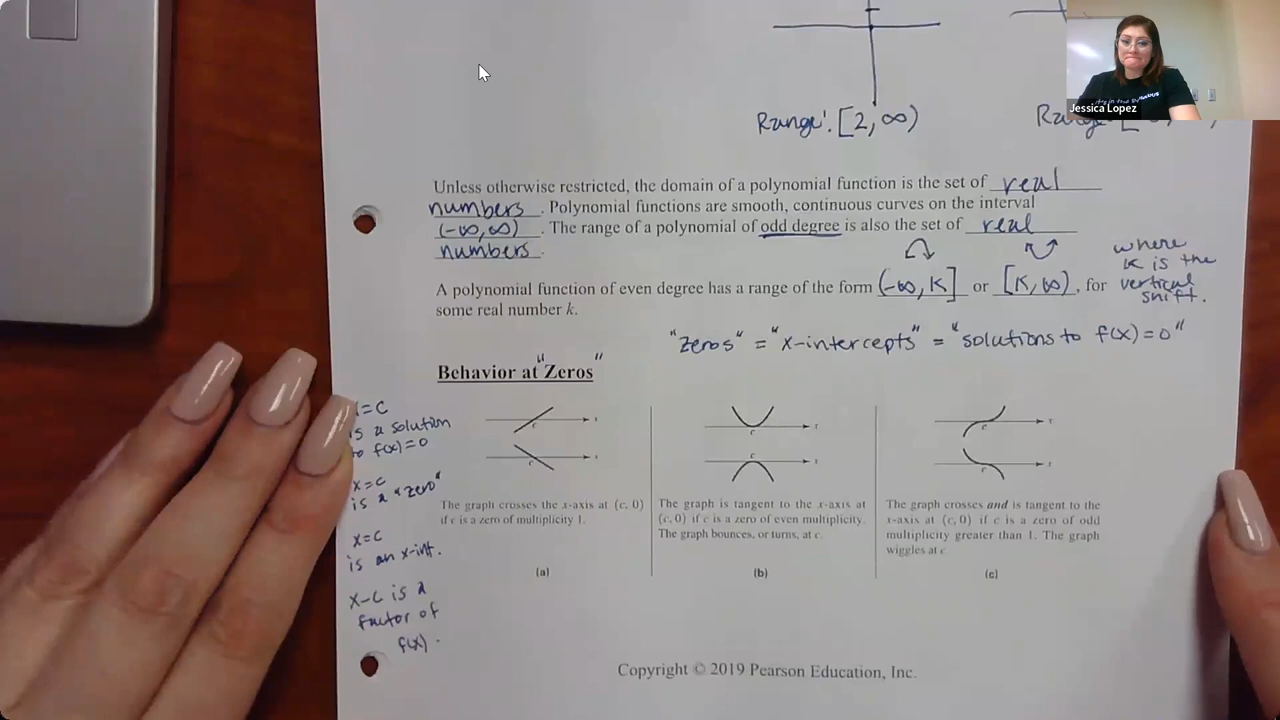 Range: [2, ∞)
Jessica Lopez
Unless otherwise restricted, the domain of a polynomial function is the set of real
numbers. Polynomial functions are smooth, continuous curves on the interval
(-∞,∞). The range of a polynomial of odd degree is also the set of real
numbers.
A polynomial function of even degree has a range of the form (-∞, K] or [K, ∞), for
some real number k.
where
K is the
vertical
shift.
"zeros" = "x-intercepts" = "solutions to f(x)=0"
Behavior at "Zeros"
x=c
is a solution
to f(x)=0
x=c
is a "zero"
x=c
is an x-int.
x-c is a
factor of
f(x).
c x
c x
The graph crosses the x-axis at (c, 0)
if c is a zero of multiplicity 1.
(a)
c x
c x
The graph is tangent to the x-axis at
(c, 0) if c is a zero of even multiplicity.
The graph bounces, or turns, at c.
(b)
c x
c x
The graph crosses and is tangent to the
x-axis at (c, 0) if c is a zero of odd
multiplicity greater than 1. The graph
wiggles at c.
(c)
Copyright © 2019 Pearson Education, Inc.